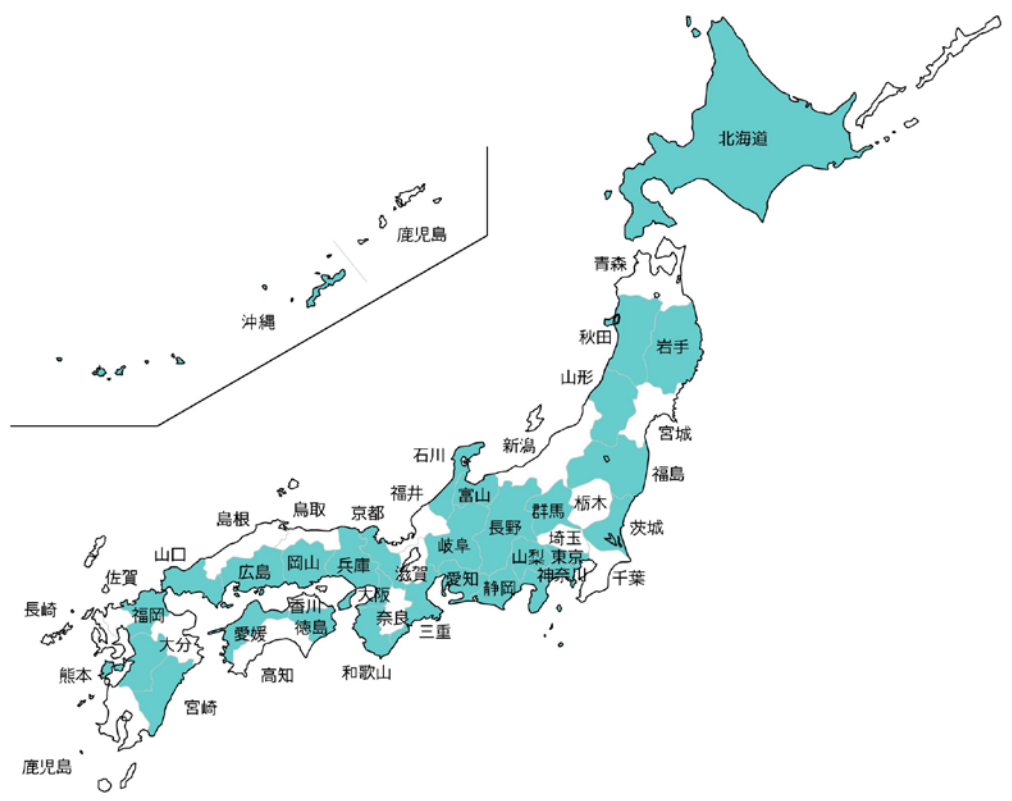 北海道
鹿児島
青森
沖縄
秋田
岩手
山形
宮城
新潟
石川
福島
福井
富山
栃木
鳥取
群馬
京都
島根
長野
茨城
埼玉
岐阜
山口
山梨
東京
岡山
兵庫
広島
滋賀
神奈川
佐賀
愛知
千葉
静岡
大阪
香川
長崎
福岡
奈良
徳島
三重
愛媛
大分
和歌山
熊本
高知
宮崎
鹿児島